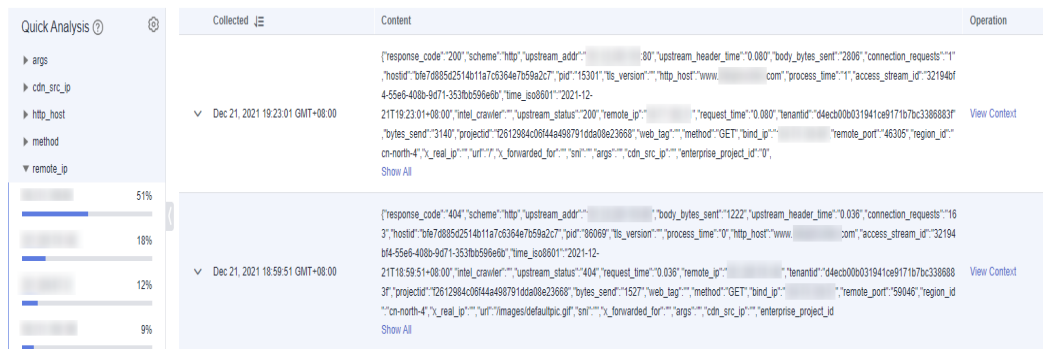 Quick Analysis
args
cdn_src_ip
http_host
method
remote_ip
51%
18%
12%
9%
Collected
Content
Operation
{"response_code":"200","scheme":"http","upstream_addr":" :80","upstream_header_time":"0.080","body_bytes_sent":"2806","connection_requests":"1"
,"hostid":"bfe7d885d2514b11a7c6364e7b59a2c7","pid":"15301","tls_version":"","http_host":"www. com","process_time":"1","access_stream_id":"32194bf
4-55e6-408b-9d71-353fbb596e6b","time_iso8601":"2021-12-
Dec 21, 2021 19:23:01 GMT+08:00
21T19:23:01+08:00","intel_crawler":"","upstream_status":"200","remote_ip":" ","request_time":"0.080","tenantid":"d4ecb00b031941ce9171b7bc3386883f"
View Context
,"bytes_send":"3140","projectid":"f2612984c06f44a498791dda08e23668","web_tag":"","method":"GET","bind_ip":" "remote_port":"46305","region_id":"
cn-north-4","x_real_ip":"","url":"/","x_forwarded_for":"","sni":"","args":"","cdn_src_ip":"","enterprise_project_id":"0",
Show All
{"response_code":"404","scheme":"http","upstream_addr":" ","body_bytes_sent":"1222","upstream_header_time":"0.036","connection_requests":"16
3","hostid":"bfe7d885d2514b11a7c6364e7b59a2c7","pid":"86069","tls_version":"","process_time":"0","http_host":"www. com","access_stream_id":"32194
bf4-55e6-408b-9d71-353fbb596e6b","time_iso8601":"2021-12-
Dec 21, 2021 18:59:51 GMT+08:00
21T18:59:51+08:00","intel_crawler":"","upstream_status":"404","request_time":"0.036","remote_ip":" ","tenantid":"d4ecb00b031941ce9171b7bc338688
View Context
3f","projectid":"f2612984c06f44a498791dda08e23668","bytes_send":"1527","web_tag":"","method":"GET","bind_ip":" ","remote_port":"59046","region_id
":"cn-north-4","x_real_ip":"","url":"/images/defaultpic.gif","sni":"","x_forwarded_for":"","args":"","cdn_src_ip":"","enterprise_project_id
Show All